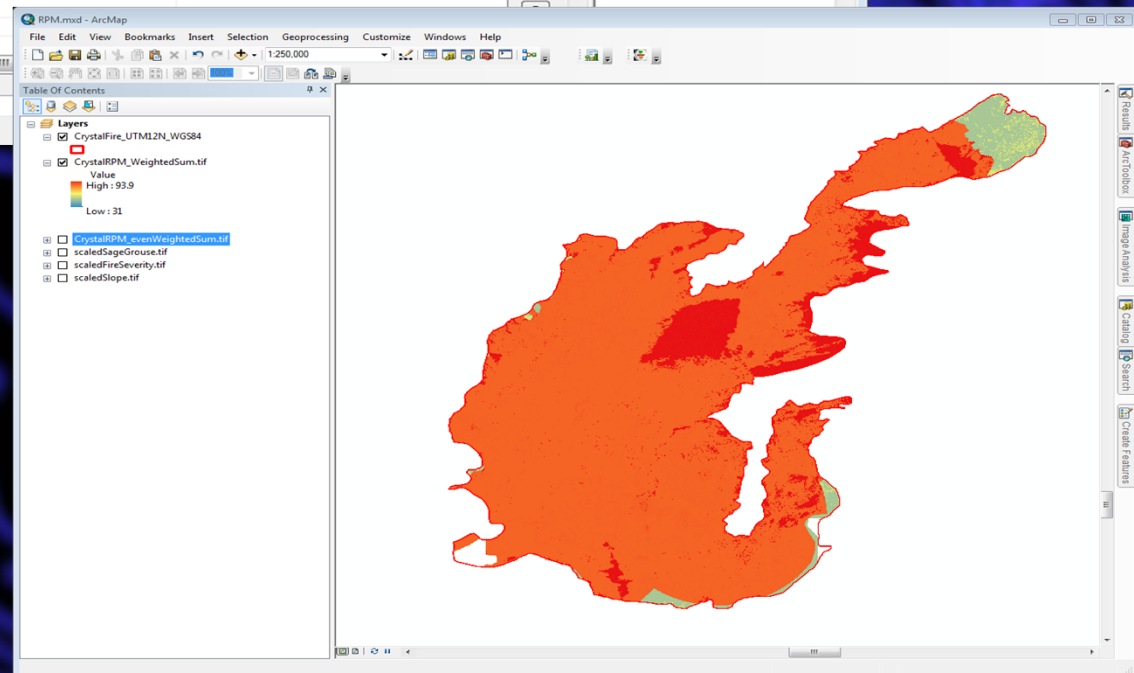 RPM.mxd - ArcMap
File Edit View Bookmarks Insert Selection Geoprocessing Customize Windows Help
1:250,000
100%
Table Of Contents
Layers
CrystalFire_UTM12N_WGS84
CrystalRPM_WeightedSum.tif
Value
High : 93.9
Low : 31
CrystalRPM_evenWeightedSum.tif
scaledSageGrouse.tif
scaledFireSeverity.tif
scaledSlope.tif
Results
ArcToolbox
Image Analysis
Catalog
Search
Create Features